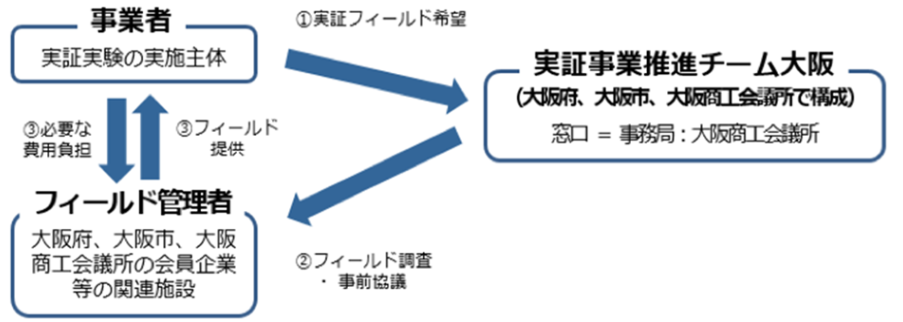 事業者
実証実験の実施主体
①実証フィールド希望
実証事業推進チーム大阪
(大阪府、大阪市、大阪商工会議所で構成)
窓口 = 事務局：大阪商工会議所
③必要な
費用負担
③フィールド
提供
フィールド管理者
大阪府、大阪市、大阪
商工会議所の会員企業
等の関連施設
②フィールド調査
・ 事前協議